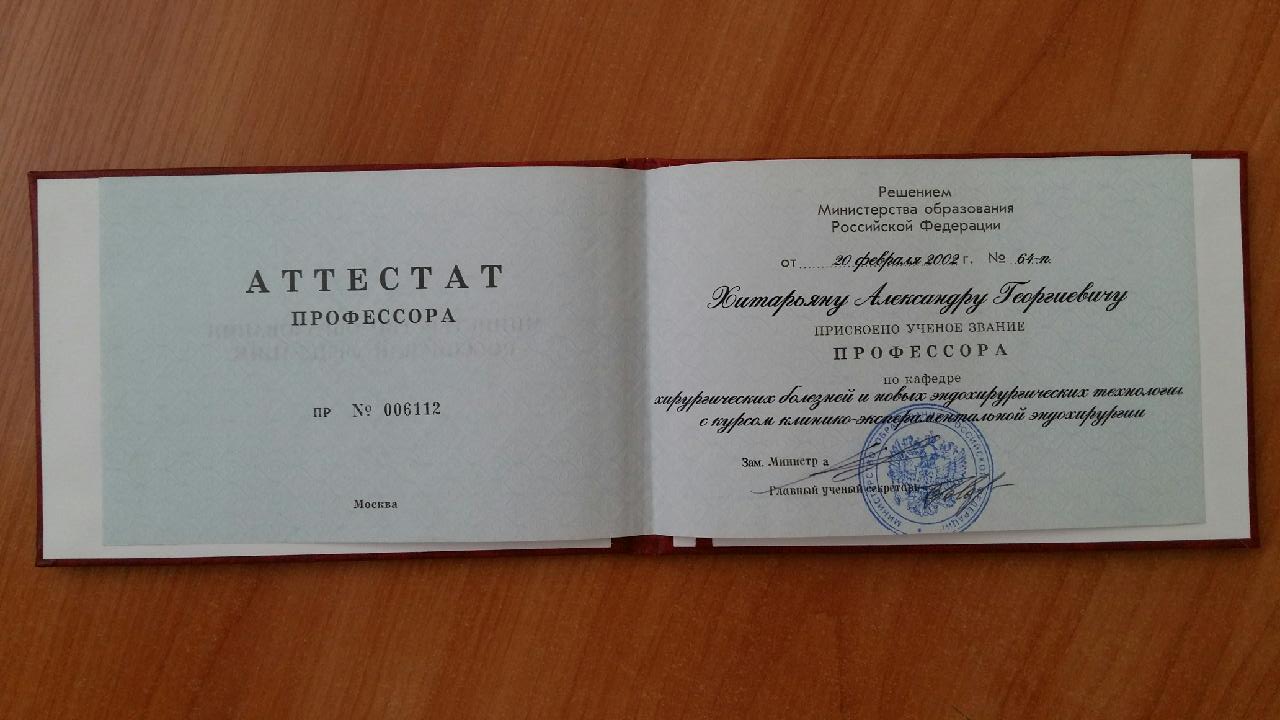 АТТЕСТАТ
ПРОФЕССОРА
ПР № 006112
Москва
Решением
Министерства образования
Российской Федерации
от 20 февраля 2002 г. № 64-п.
Хитарьяну Александру Георгиевичу
ПРИСВОЕНО УЧЕНОЕ ЗВАНИЕ
ПРОФЕССОРА
по кафедре
хирургических болезней и новых эндохирургических технологии
с курсом клинико-экспериментальной эндохирургии
Зам. Министр а
Главный ученый секретарь